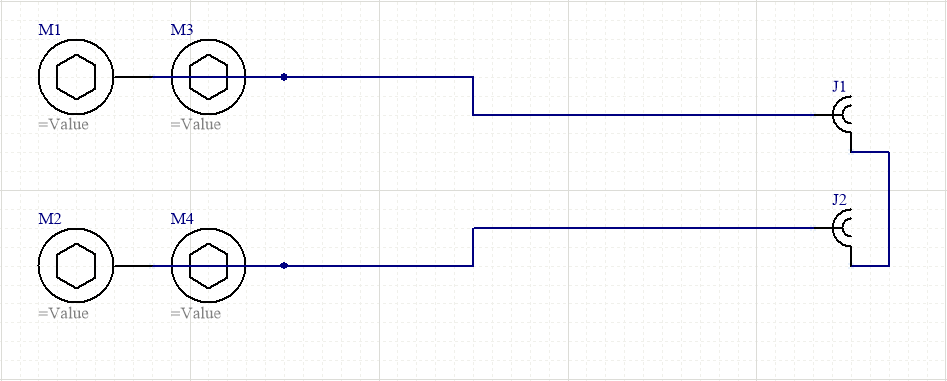 M1
M3
=Value
=Value
J1
M2
M4
J2
=Value
=Value